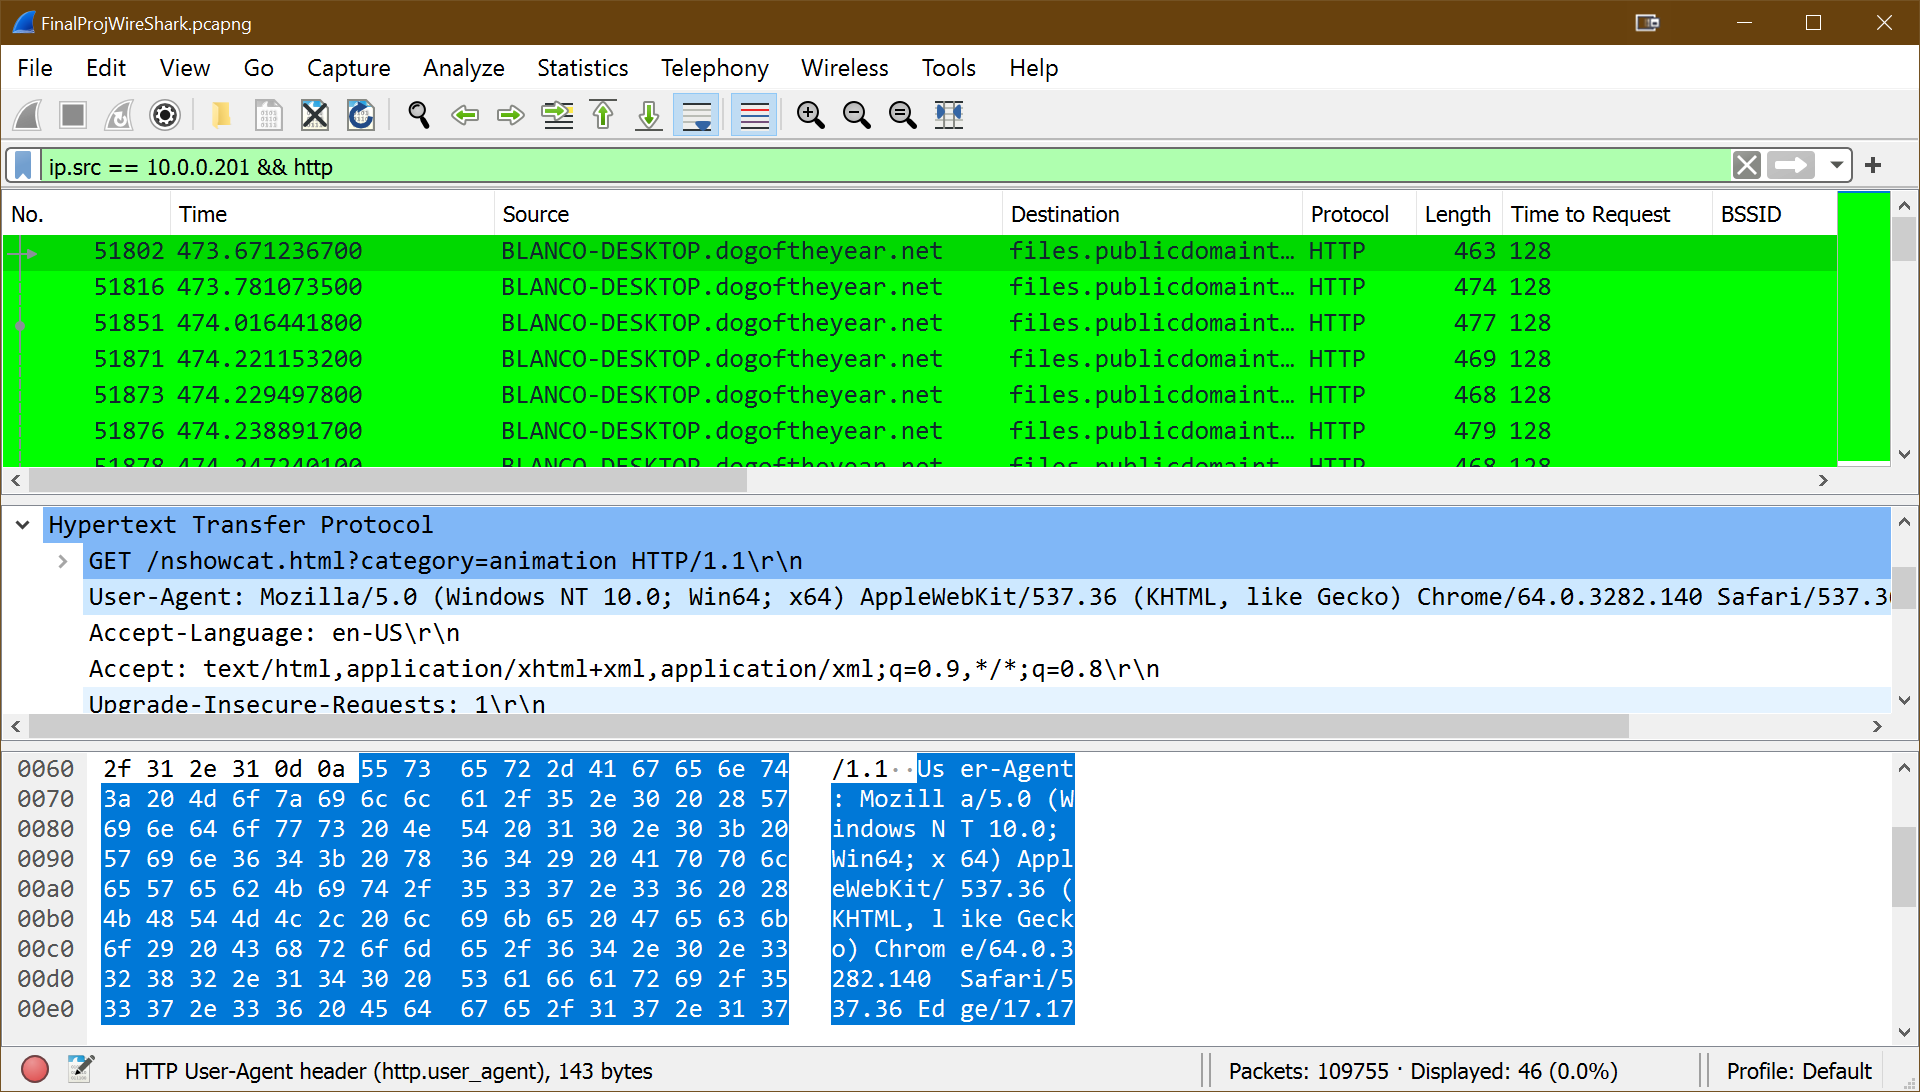 FinalProjWireShark.pcapng
File Edit View Go Capture Analyze Statistics Telephony Wireless Tools Help
ip.src == 10.0.0.201 && http
No. Time Source Destination Protocol Length Time to Request BSSID
51802 473.671236700 BLANCO-DESKTOP.dogoftheyear.net files.publicdomaint… HTTP 463 128
51816 473.781073500 BLANCO-DESKTOP.dogoftheyear.net files.publicdomaint… HTTP 474 128
51851 474.016441800 BLANCO-DESKTOP.dogoftheyear.net files.publicdomaint… HTTP 477 128
51871 474.221153200 BLANCO-DESKTOP.dogoftheyear.net files.publicdomaint… HTTP 469 128
51873 474.229497800 BLANCO-DESKTOP.dogoftheyear.net files.publicdomaint… HTTP 468 128
51876 474.238891700 BLANCO-DESKTOP.dogoftheyear.net files.publicdomaint… HTTP 479 128
51878 474.247240100 BLANCO-DESKTOP.dogoftheyear.net files.publicdomaint… HTTP 468 128
Hypertext Transfer Protocol
GET /nshowcat.html?category=animation HTTP/1.1\r\n
User-Agent: Mozilla/5.0 (Windows NT 10.0; Win64; x64) AppleWebKit/537.36 (KHTML, like Gecko) Chrome/64.0.3282.140 Safari/537.3
Accept-Language: en-US\r\n
Accept: text/html,application/xhtml+xml,application/xml;q=0.9,*/*;q=0.8\r\n
Upgrade-Insecure-Requests: 1\r\n
0060 2f 31 2e 31 0d 0a 55 73 65 72 2d 41 67 65 6e 74 /1.1··Us er-Agent
0070 3a 20 4d 6f 7a 69 6c 6c 61 2f 35 2e 30 20 28 57 : Mozill a/5.0 (W
0080 69 6e 64 6f 77 73 20 4e 54 20 31 30 2e 30 3b 20 indows N T 10.0;
0090 57 69 6e 36 34 3b 20 78 36 34 29 20 41 70 70 6c Win64; x 64) Appl
00a0 65 57 65 62 4b 69 74 2f 35 33 37 2e 33 36 20 28 eWebKit/ 537.36 (
00b0 4b 48 54 4d 4c 2c 20 6c 69 6b 65 20 47 65 63 6b KHTML, l ike Geck
00c0 6f 29 20 43 68 72 6f 6d 65 2f 36 34 2e 30 2e 33 o) Chrom e/64.0.3
00d0 32 38 32 2e 31 34 30 20 53 61 66 61 72 69 2f 35 282.140 Safari/5
00e0 33 37 2e 33 36 20 45 64 67 65 2f 31 37 2e 31 37 37.36 Ed ge/17.17
HTTP User-Agent header (http.user_agent), 143 bytes Packets: 109755 · Displayed: 46 (0.0%) Profile: Default